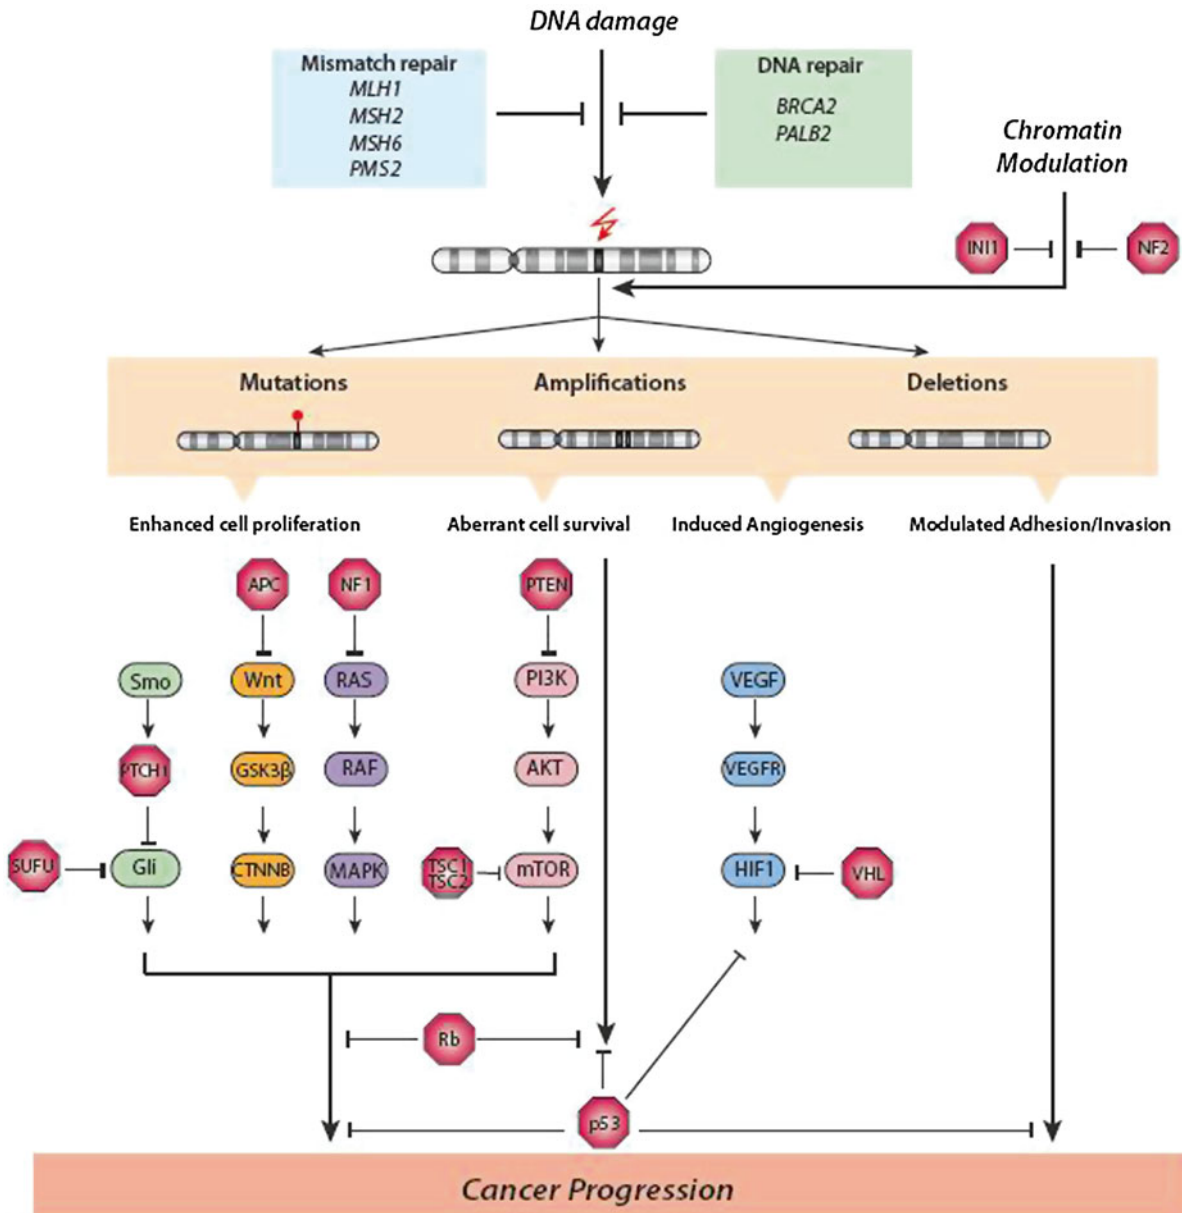 DNA damage
Mismatch repair
MLH1
MSH2
MSH6
PMS2
DNA repair
BRCA2
PALB2
Chromatin
Modulation
INI1
NF2
Mutations
Amplifications
Deletions
Enhanced cell proliferation
Aberrant cell survival
Induced Angiogenesis
Modulated Adhesion/Invasion
APC
NF1
PTEN
Smo
Wnt
RAS
PI3K
VEGF
PTCH1
GSK3β
RAF
AKT
VEGFR
SUFU
Gli
CTNNB
MAPK
TSC1
TSC2
mTOR
HIF1
VHL
Rb
p53
Cancer Progression